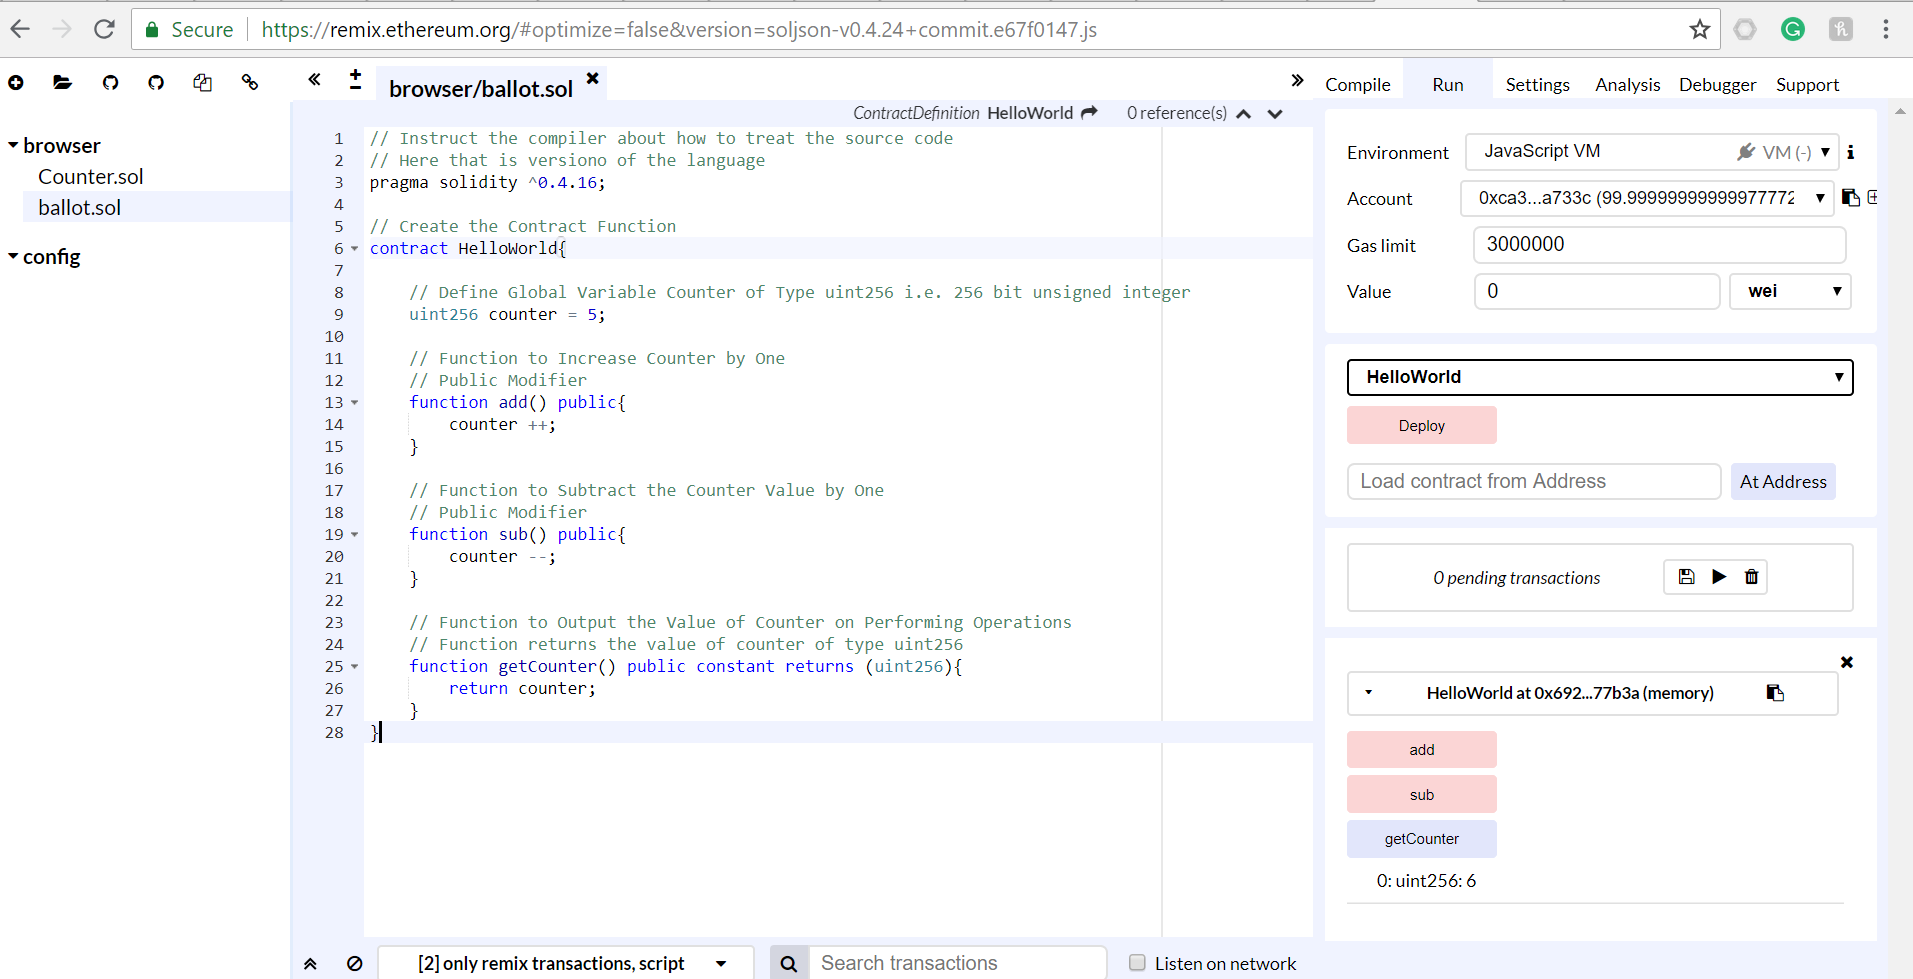 Secure https://remix.ethereum.org/#optimize=false&version=soljson-v0.4.24+commit.e67f0147.js
browser/ballot.sol
Compile Run Settings Analysis Debugger Support
ContractDefinition HelloWorld 0 reference(s)
browser
Counter.sol
ballot.sol
config
1 // Instruct the compiler about how to treat the source code
2 // Here that is versiono of the language
3 pragma solidity ^0.4.16;
4
5 // Create the Contract Function
6 contract HelloWorld{
7
8 // Define Global Variable Counter of Type uint256 i.e. 256 bit unsigned integer
9 uint256 counter = 5;
10
11 // Function to Increase Counter by One
12 // Public Modifier
13 function add() public{
14 counter ++;
15 }
16
17 // Function to Subtract the Counter Value by One
18 // Public Modifier
19 function sub() public{
20 counter --;
21 }
22
23 // Function to Output the Value of Counter on Performing Operations
24 // Function returns the value of counter of type uint256
25 function getCounter() public constant returns (uint256){
26 return counter;
27 }
28 }
Environment JavaScript VM VM (-)
Account 0xca3...a733c (99.99999999999977772
Gas limit 3000000
Value 0 wei
HelloWorld
Deploy
Load contract from Address At Address
0 pending transactions
HelloWorld at 0x692...77b3a (memory)
add
sub
getCounter
0: uint256: 6
[2] only remix transactions, script Search transactions Listen on network